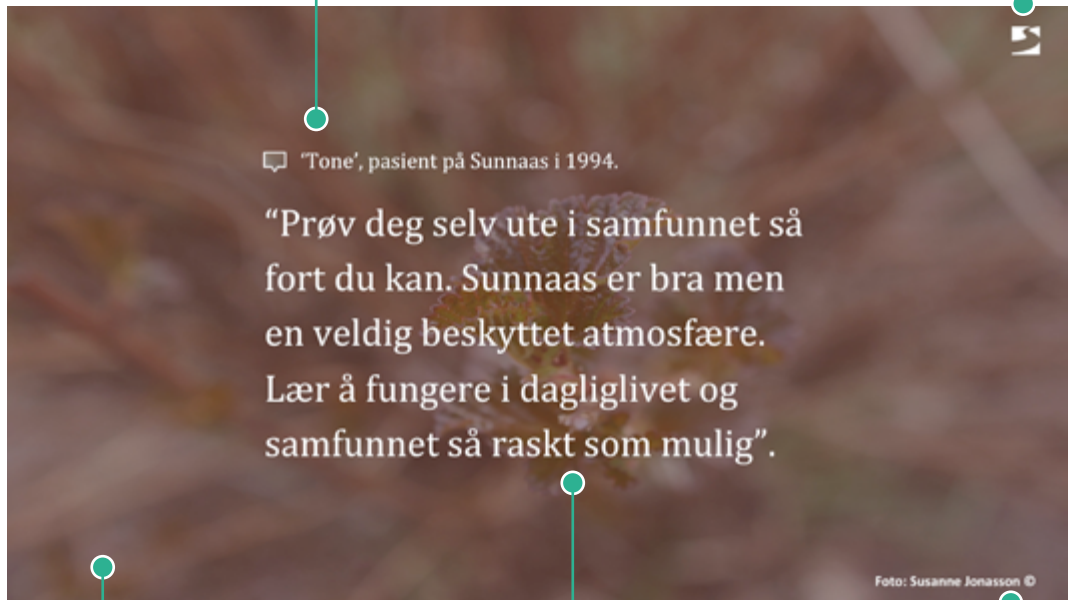 ‘Tone’, pasient på Sunnaas i 1994.
“Prøv deg selv ute i samfunnet så
fort du kan. Sunnaas er bra men
en veldig beskyttet atmosfære.
Lær å fungere i dagliglivet og
samfunnet så raskt som mulig”.
Foto: Susanne Jonasson ©